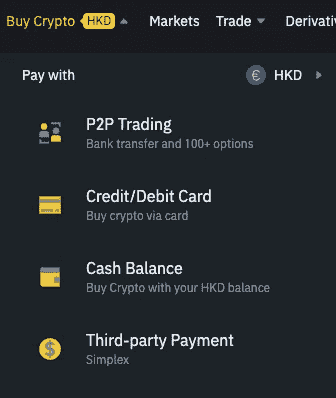 Buy Crypto HKD Markets Trade
Pay with € HKD
P2P Trading
Bank transfer and 100+ options
Credit/Debit Card
Buy crypto via card
Cash Balance
Buy Crypto with your HKD balance
Third-party Payment
Simplex